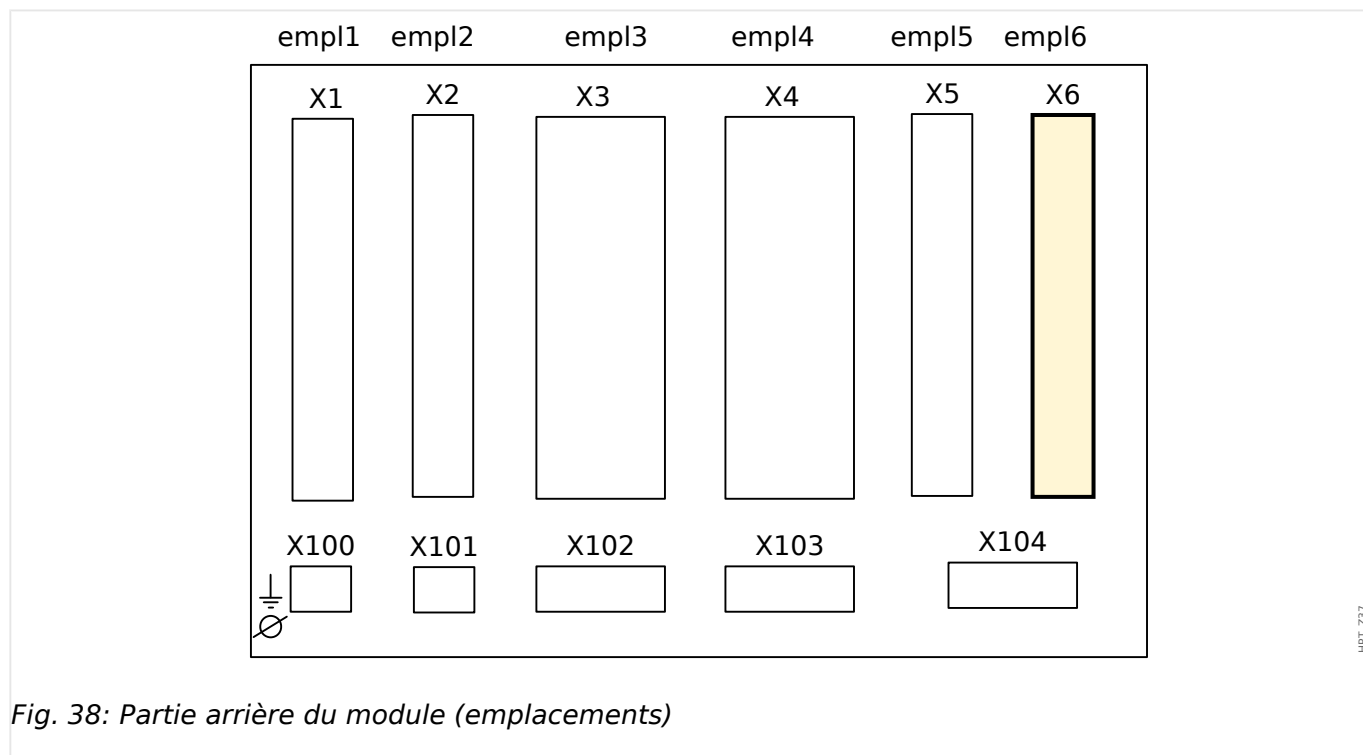 empl1 empl2 empl3 empl4 empl5 empl6
X1 X2 X3 X4 X5 X6
X100 X101 X102 X103 X104
Fig. 38: Partie arrière du module (emplacements)